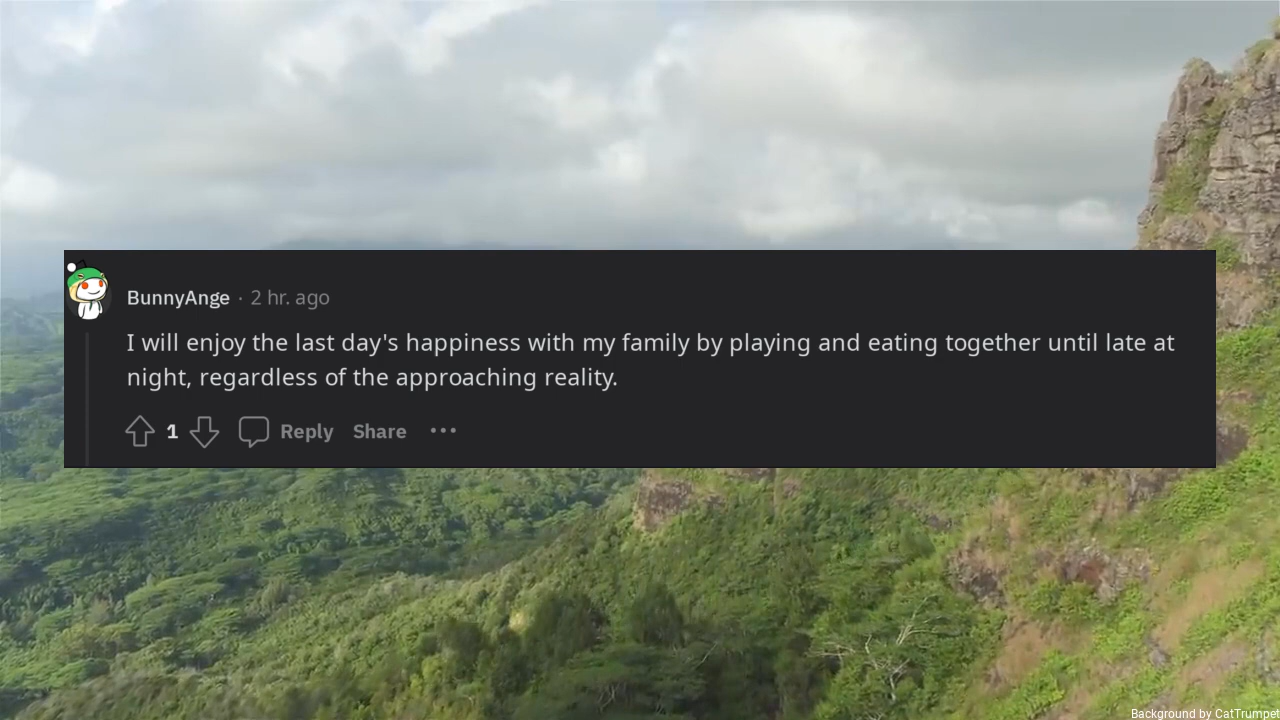 BunnyAnge · 2 hr. ago
I will enjoy the last day's happiness with my family by playing and eating together until late at
night, regardless of the approaching reality.
1 Reply Share •••
Background by CatTrumpet